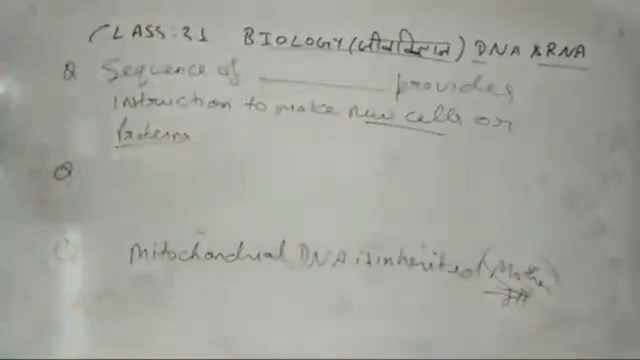 CLASS:21 BIOLOGY(जीवविज्ञान) DNA & RNA
Q Sequence of ________ provides
instruction to make new cells or
Proteins
Q
Mitochondrial DNA is inherited (Mother)